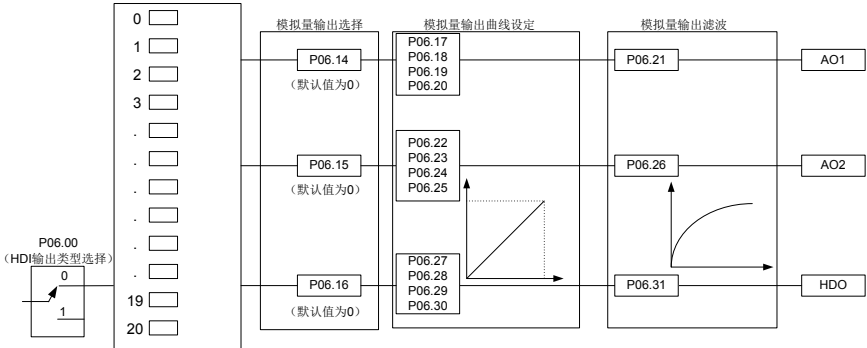 0
1
2
3
.
.
.
.
.
.
19
20
P06.00
（HDI输出类型选择）
0
1
模拟量输出选择
P06.14
（默认值为0）
P06.15
（默认值为0）
P06.16
（默认值为0）
模拟量输出曲线设定
P06.17
P06.18
P06.19
P06.20
P06.22
P06.23
P06.24
P06.25
P06.27
P06.28
P06.29
P06.30
模拟量输出滤波
P06.21
P06.26
P06.31
AO1
AO2
HDO